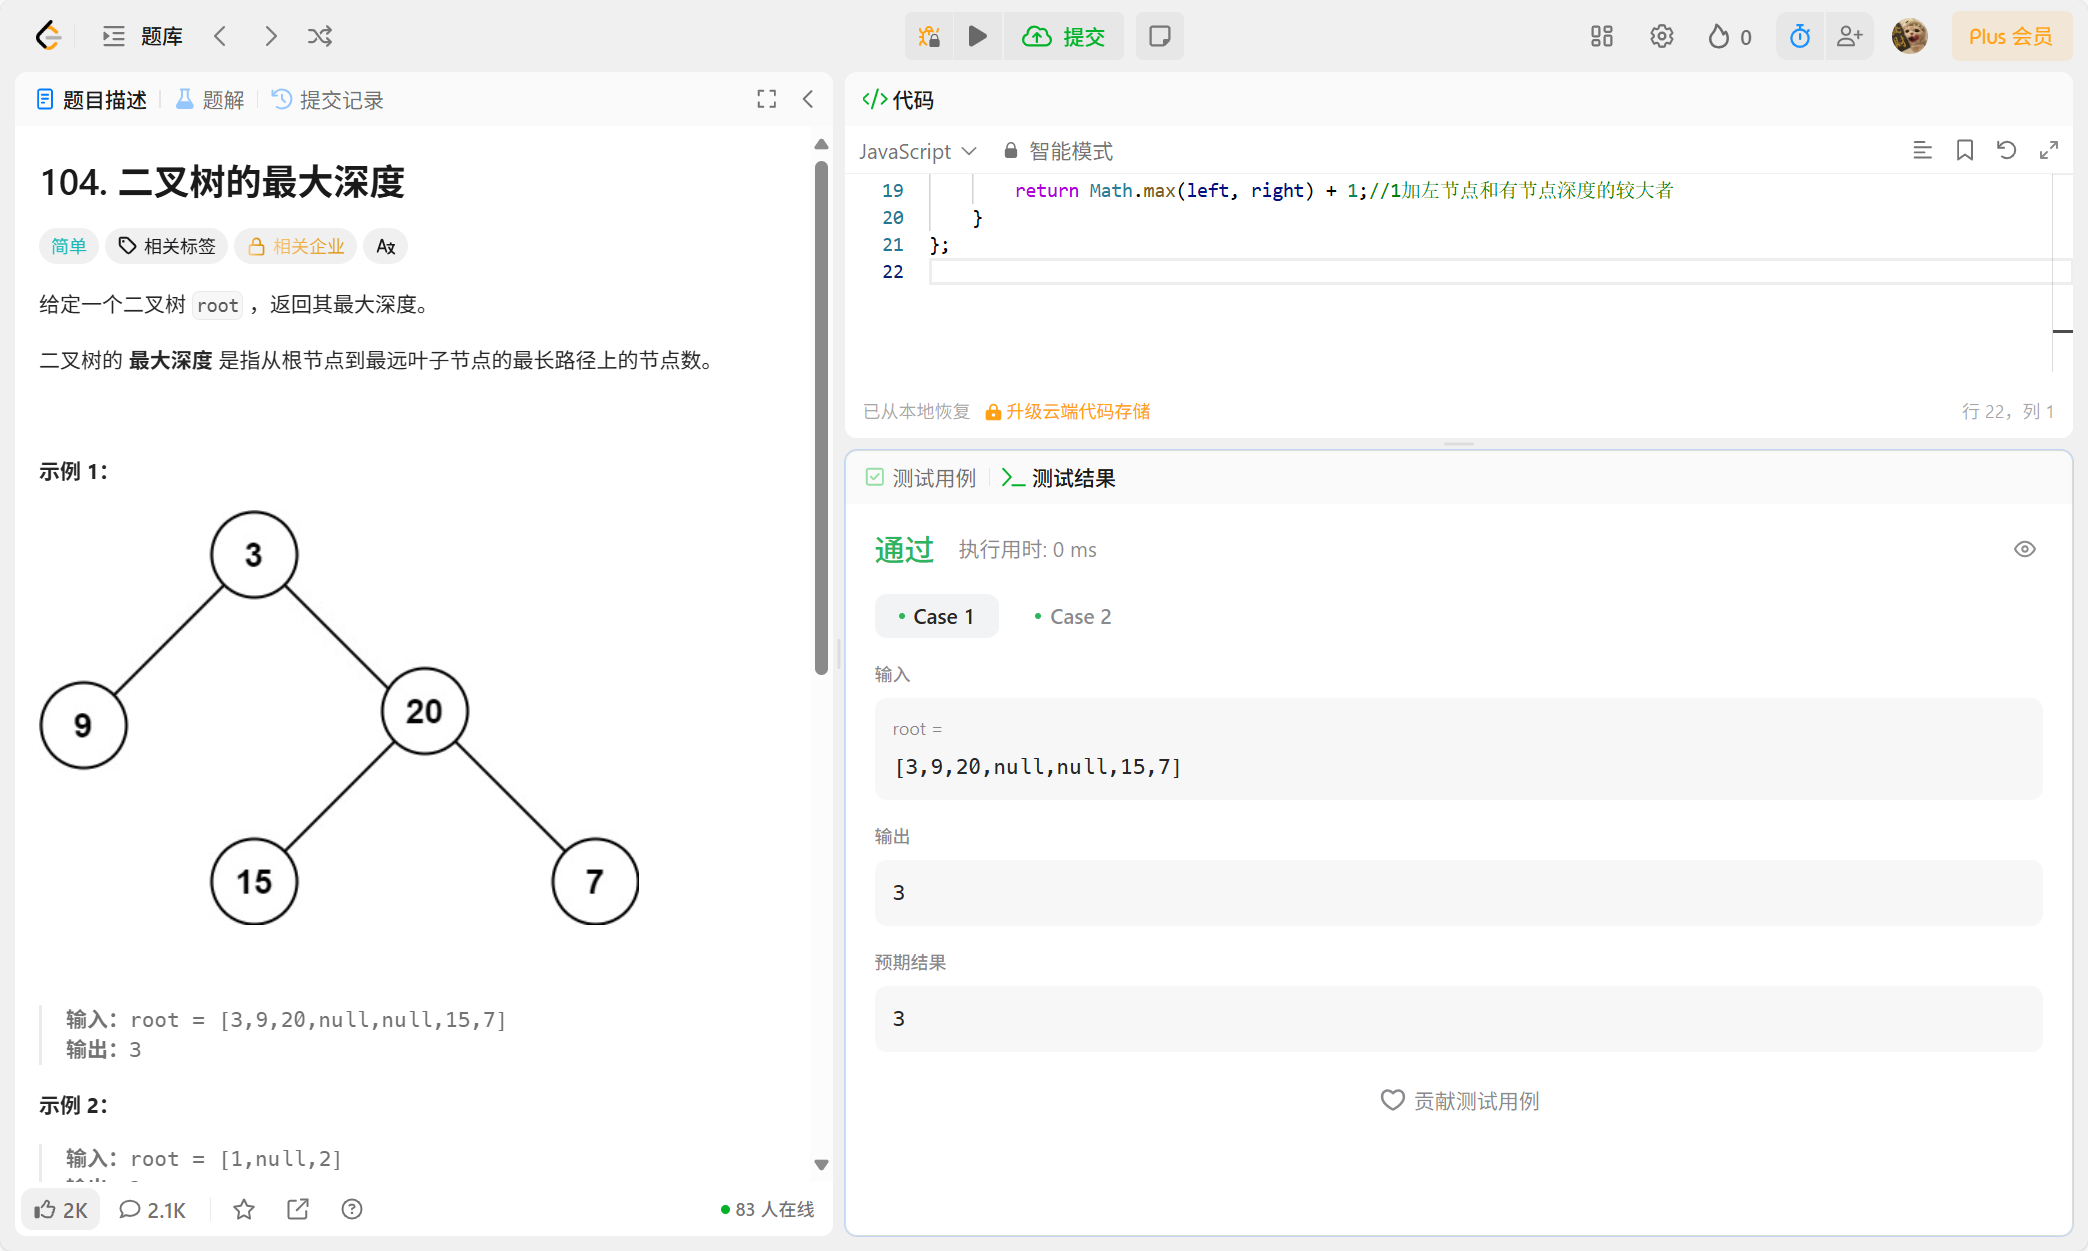 题库
提交
0
Plus 会员
题目描述
题解
提交记录
104. 二叉树的最大深度
简单
相关标签
相关企业
给定一个二叉树 root ，返回其最大深度。
二叉树的 最大深度 是指从根节点到最远叶子节点的最长路径上的节点数。
示例 1：
3
9
20
15
7
输入：root = [3,9,20,null,null,15,7]
输出：3
示例 2：
输入：root = [1,null,2]
2K
2.1K
83 人在线
代码
JavaScript
智能模式
19 return Math.max(left, right) + 1;//1加左节点和有节点深度的较大者
20 }
21 };
22
已从本地恢复
升级云端代码存储
行 22，列 1
测试用例
测试结果
通过
执行用时: 0 ms
Case 1
Case 2
输入
root =
[3,9,20,null,null,15,7]
输出
3
预期结果
3
贡献测试用例